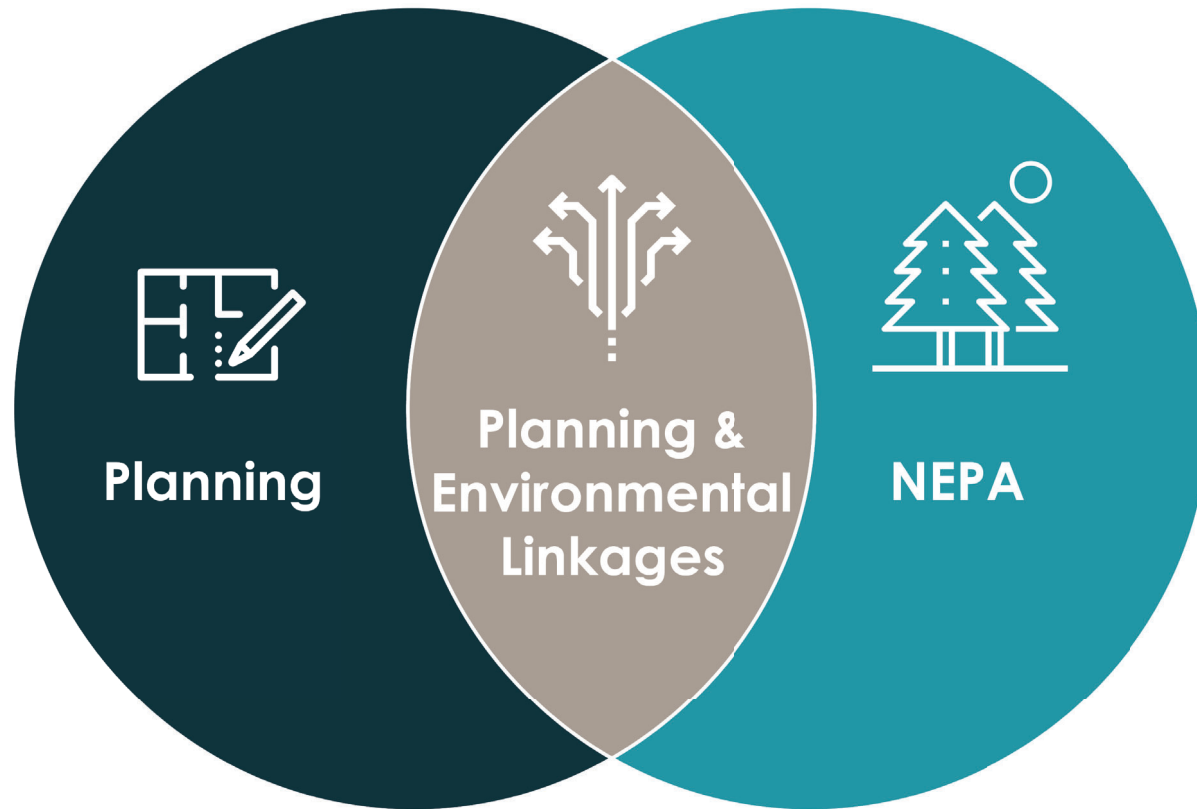 Planning
Planning &
Environmental
Linkages
NEPA